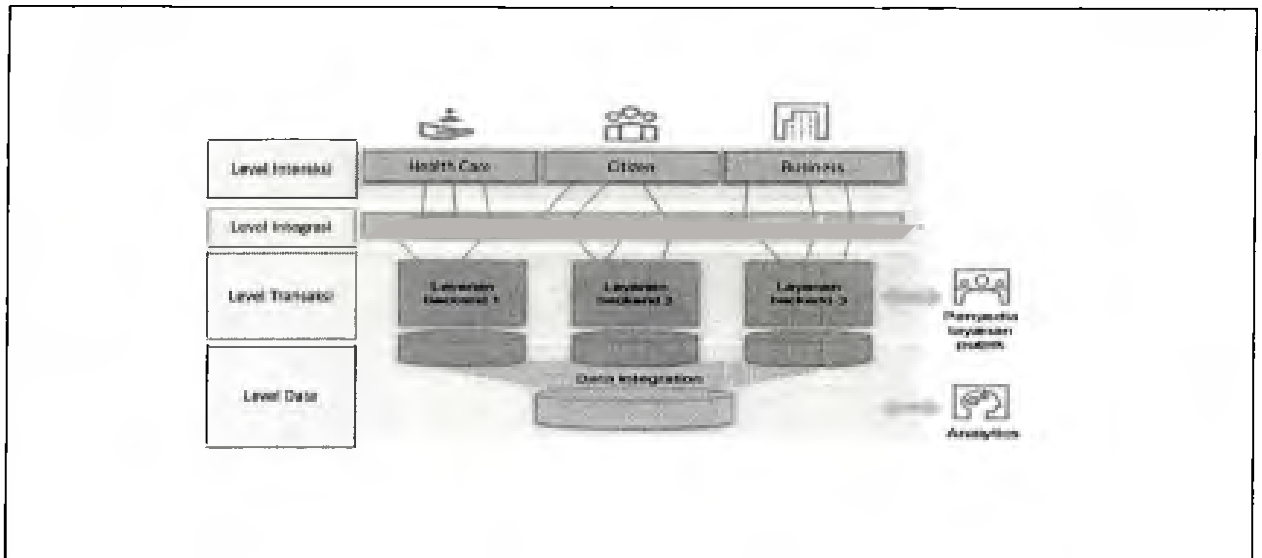 Level Interaksi
Health Care
Citizen
Business
Level Integrasi
Level Transaksi
Layanan
backend 1
Layanan
backend 2
Layanan
backend 3
Penyedia
layanan
publik
Level Data
Data Integration
Analytics